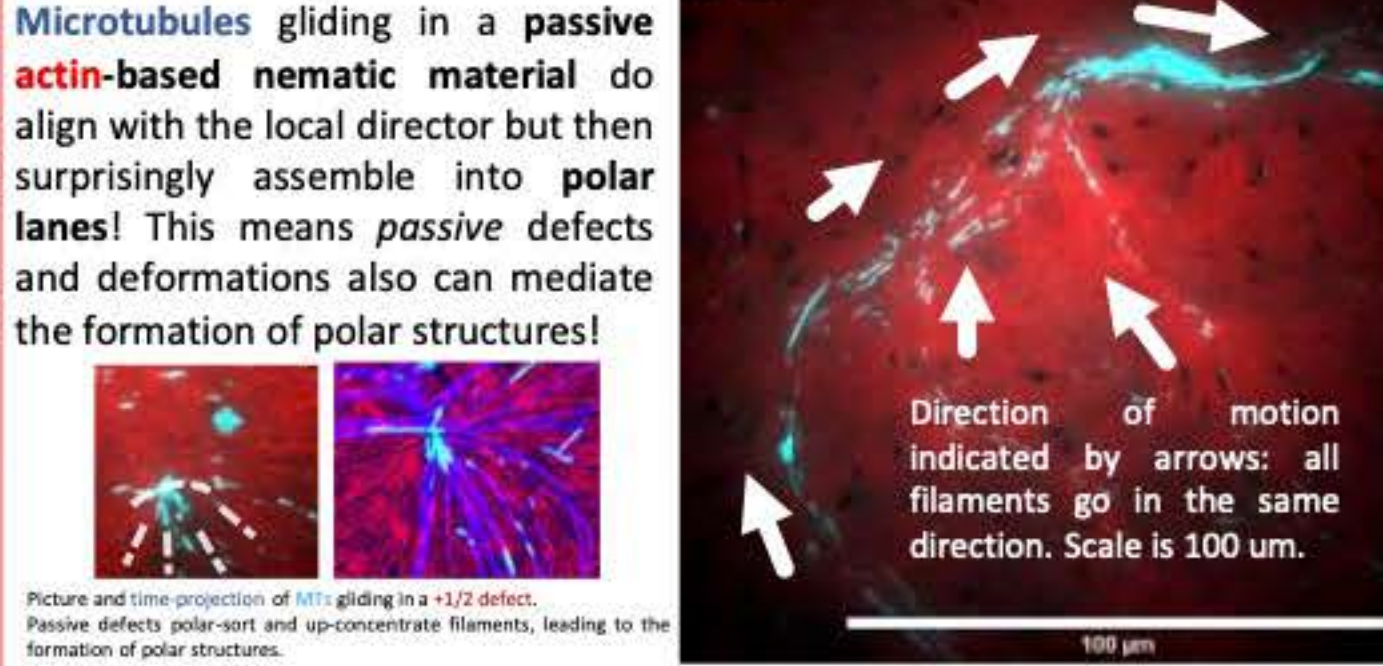 Microtubules gliding in a passive
actin-based nematic material do
align with the local director but then
surprisingly assemble into polar
lanes! This means passive defects
and deformations also can mediate
the formation of polar structures!
Picture and time-projection of MTs gliding in a +1/2 defect.
Passive defects polar-sort and up-concentrate filaments, leading to the
formation of polar structures.
Direction of motion
indicated by arrows: all
filaments go in the same
direction. Scale is 100 um.
100 μm